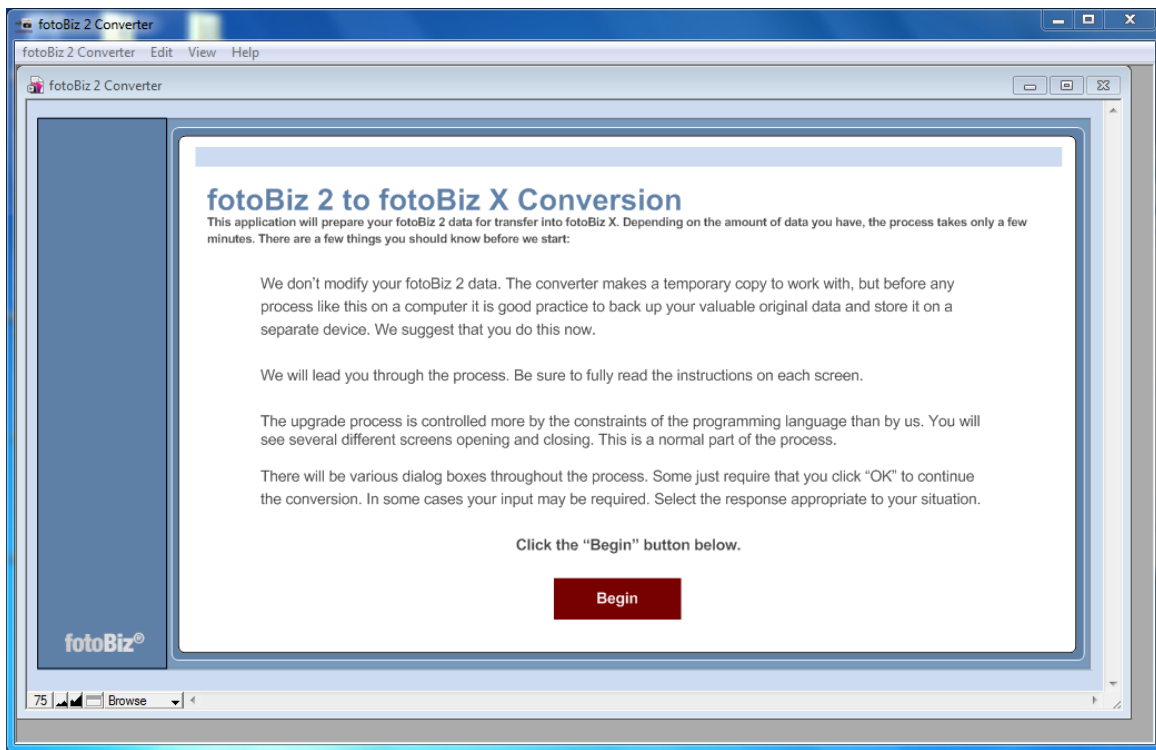 fotoBiz 2 Converter
fotoBiz 2 Converter Edit View Help
fotoBiz 2 Converter
fotoBiz 2 to fotoBiz X Conversion
This application will prepare your fotoBiz 2 data for transfer into fotoBiz X. Depending on the amount of data you have, the process takes only a few
minutes. There are a few things you should know before we start:
We don’t modify your fotoBiz 2 data. The converter makes a temporary copy to work with, but before any
process like this on a computer it is good practice to back up your valuable original data and store it on a
separate device. We suggest that you do this now.
We will lead you through the process. Be sure to fully read the instructions on each screen.
The upgrade process is controlled more by the constraints of the programming language than by us. You will
see several different screens opening and closing. This is a normal part of the process.
There will be various dialog boxes throughout the process. Some just require that you click “OK” to continue
the conversion. In some cases your input may be required. Select the response appropriate to your situation.
Click the “Begin” button below.
Begin
fotoBiz®
75 Browse